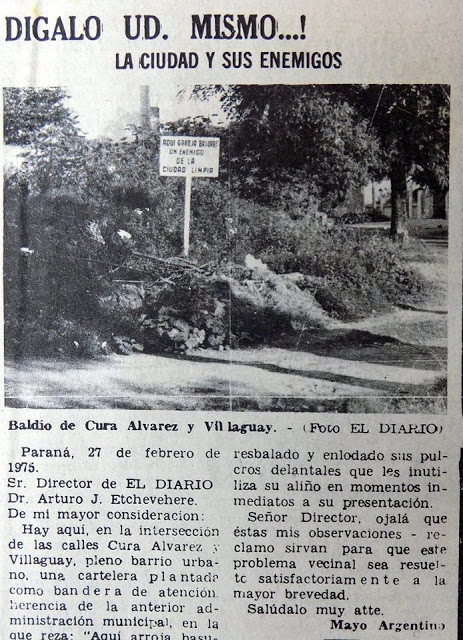 DIGALO UD. MISMO...!
LA CIUDAD Y SUS ENEMIGOS
AQUI ARROJA BASURA
UN ENEMIGO
DE LA
CIUDAD LIMPIA
Baldío de Cura Alvarez y Villaguay. - (Foto EL DIARIO)
Paraná, 27 de febrero de
1975.
Sr. Director de EL DIARIO
Dr. Arturo J. Etchevehere.
De mi mayor consideracion:
Hay aquí, en la intersección
de las calles Cura Alvarez y
Villaguay, pleno barrio urba-
no, una cartelera plantada
como bandera de atención
herencia de la anterior ad-
ministración municipal, en la
que reza: "Aquí arroja basu-
resbalado y enlodado sus pul-
cros delantales que les inuti-
liza su aliño en momentos in-
mediatos a su presentación.
Señor Director, ojalá que
éstas mis observaciones - re-
clamo sirvan para que este
problema vecinal sea resuel-
to satisfactoriamente a la
mayor brevedad.
Salúdalo muy atte.
Mayo Argentino